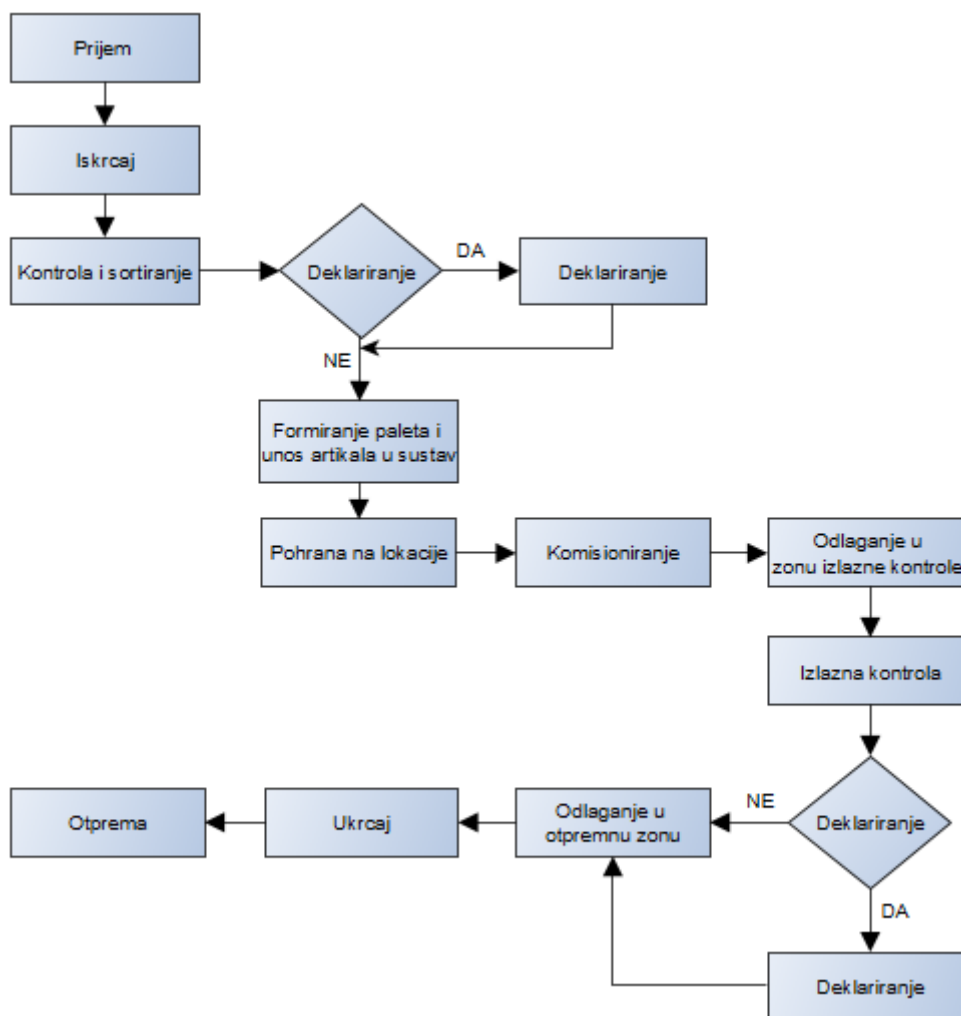 Prijem
Iskrcaj
Kontrola i sortiranje
Deklariranje
DA
Deklariranje
NE
Formiranje paleta i
unos artikala u sustav
Pohrana na lokacije
Komisioniranje
Odlaganje u
zonu izlazne kontrole
Izlazna kontrola
Deklariranje
NE
DA
Deklariranje
Odlaganje u
otpremnu zonu
Ukrcaj
Otprema